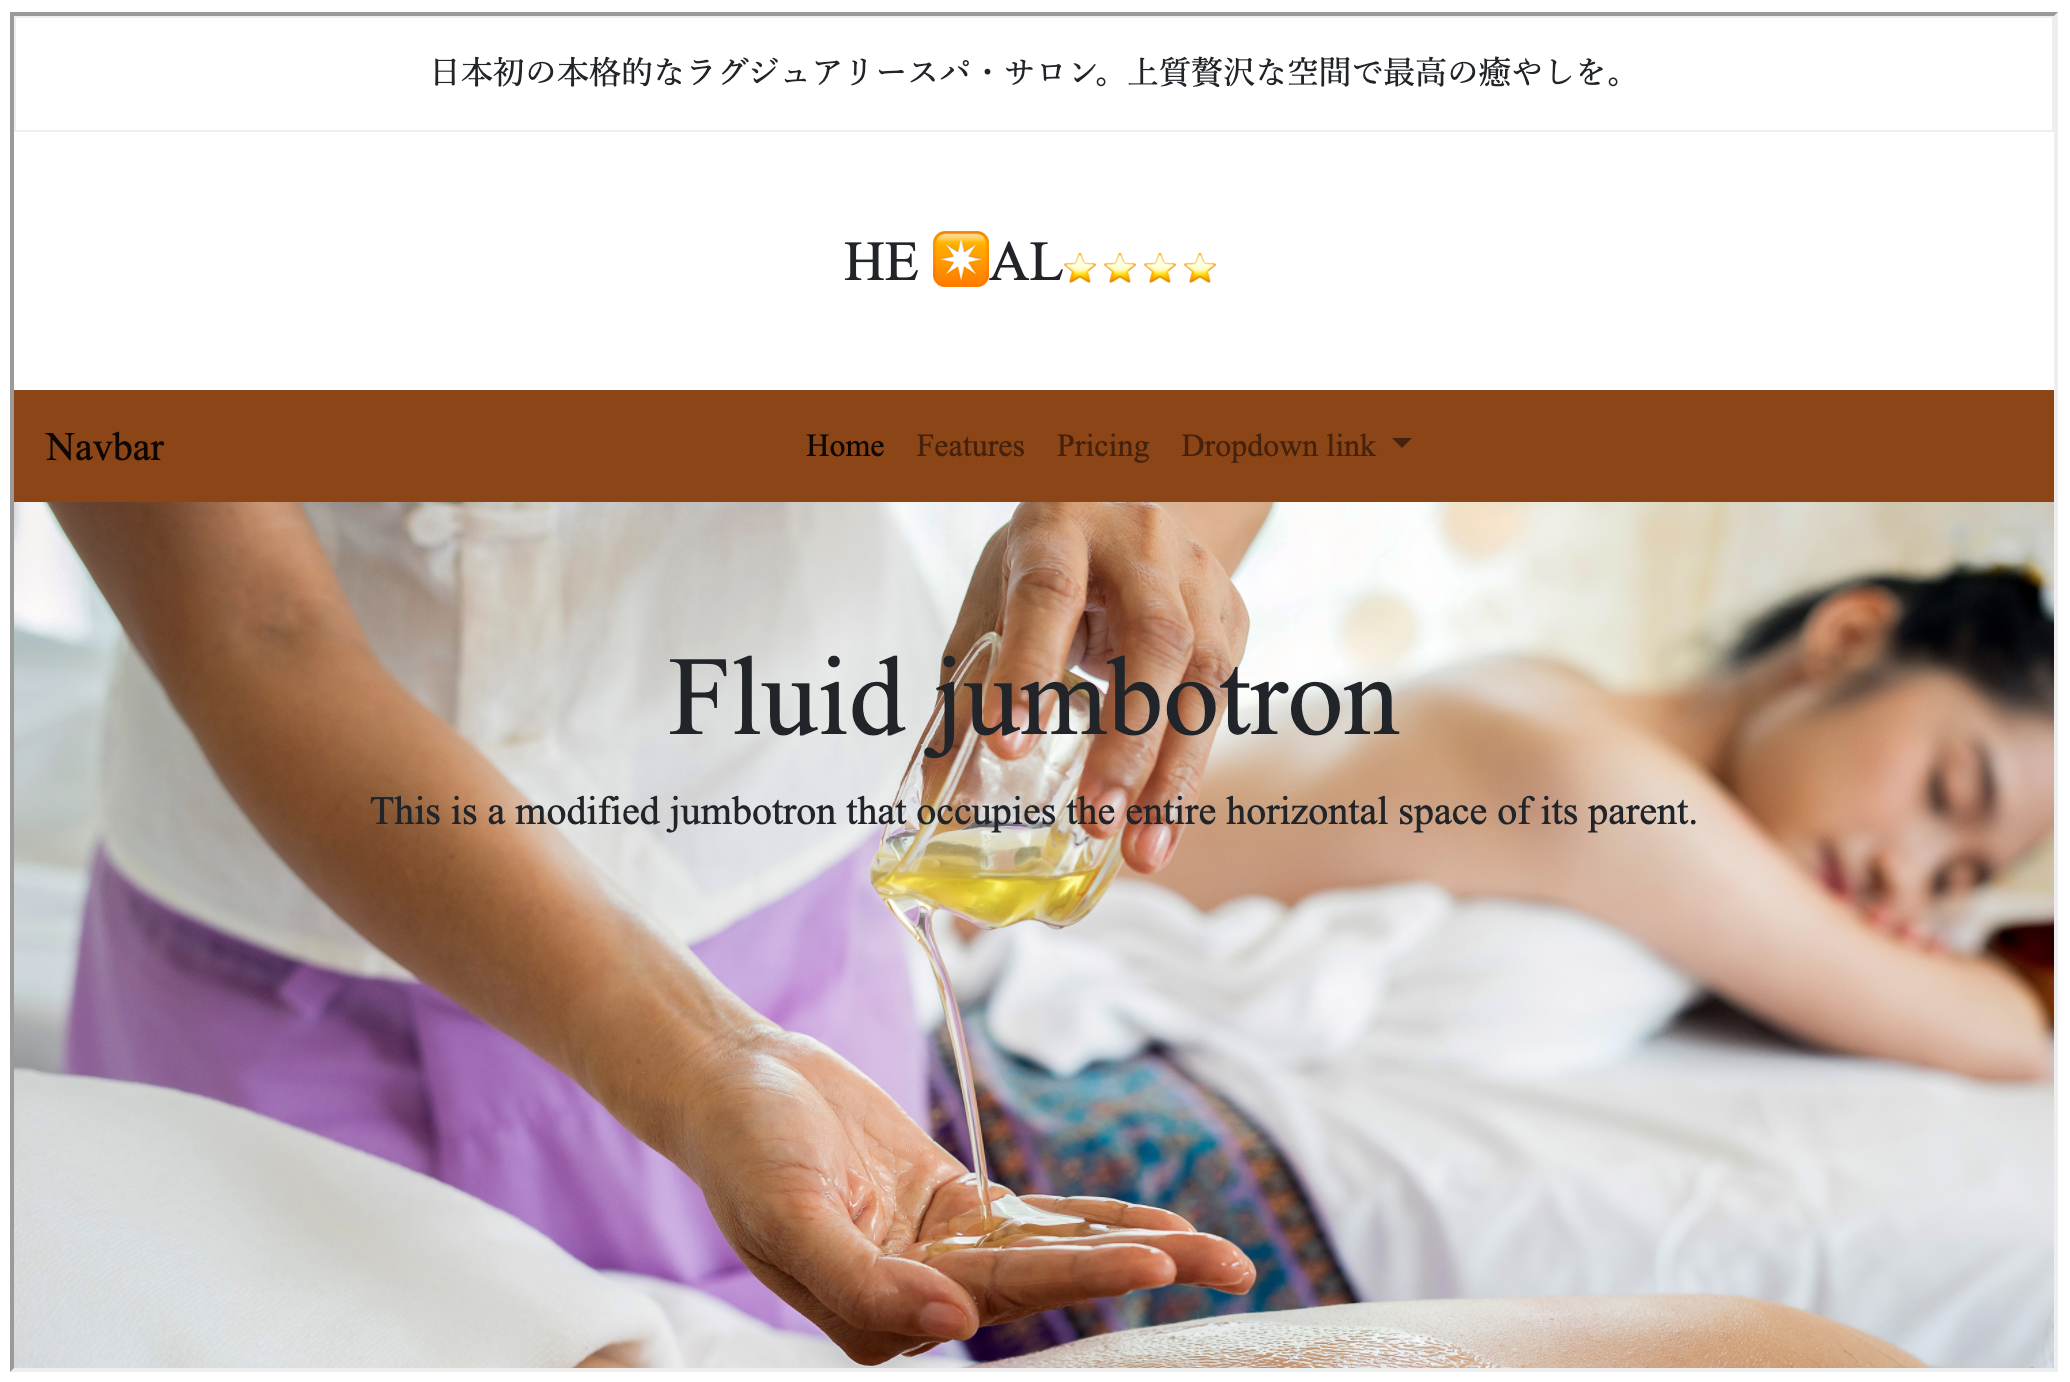 日本初の本格的なラグジュアリースパ・サロン。上質贅沢な空間で最高の癒やしを。
HE ✴️AL⭐⭐⭐⭐
Navbar Home Features Pricing Dropdown link
Fluid jumbotron
This is a modified jumbotron that occupies the entire horizontal space of its parent.